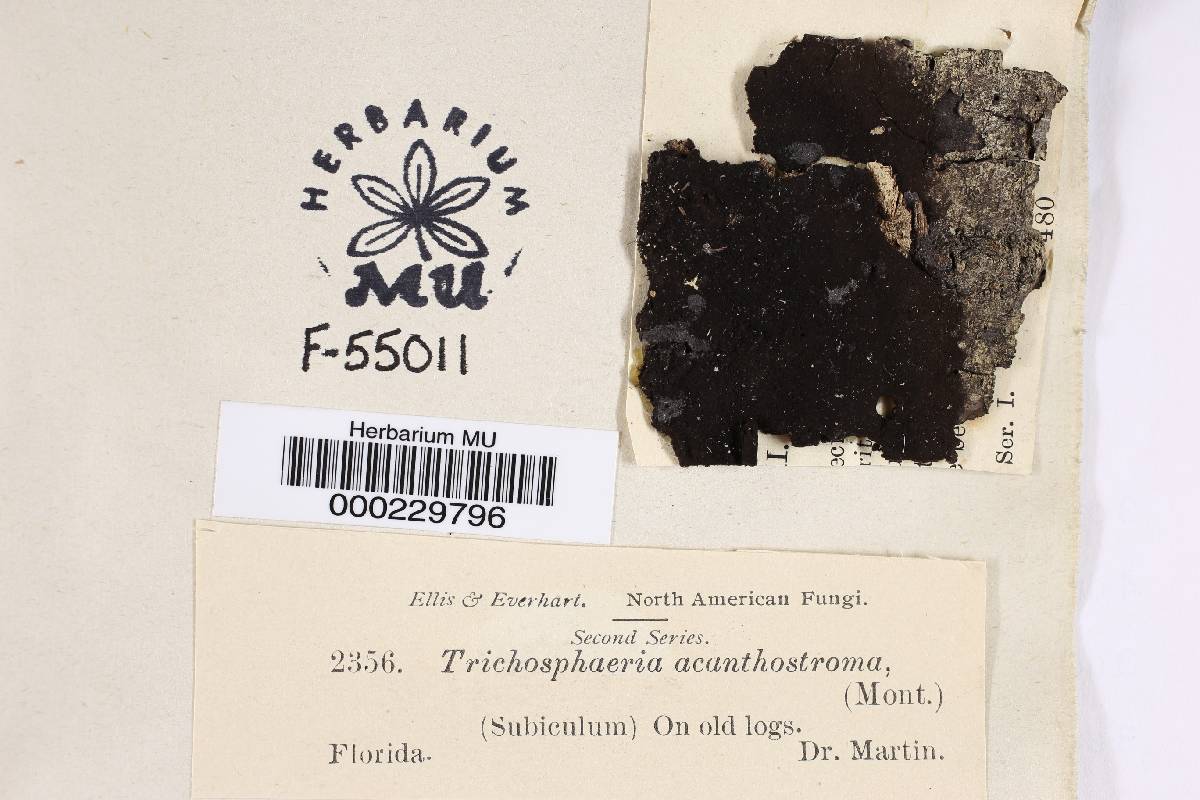 HERBARIUM
MU
F-55011
Herbarium MU
000229796
480
Scr. I.
Ellis & Everhart. North American Fungi.
Second Series.
2356. Trichosphaeria acanthostroma,
(Mont.)
(Subiculum) On old logs.
Florida. Dr. Martin.